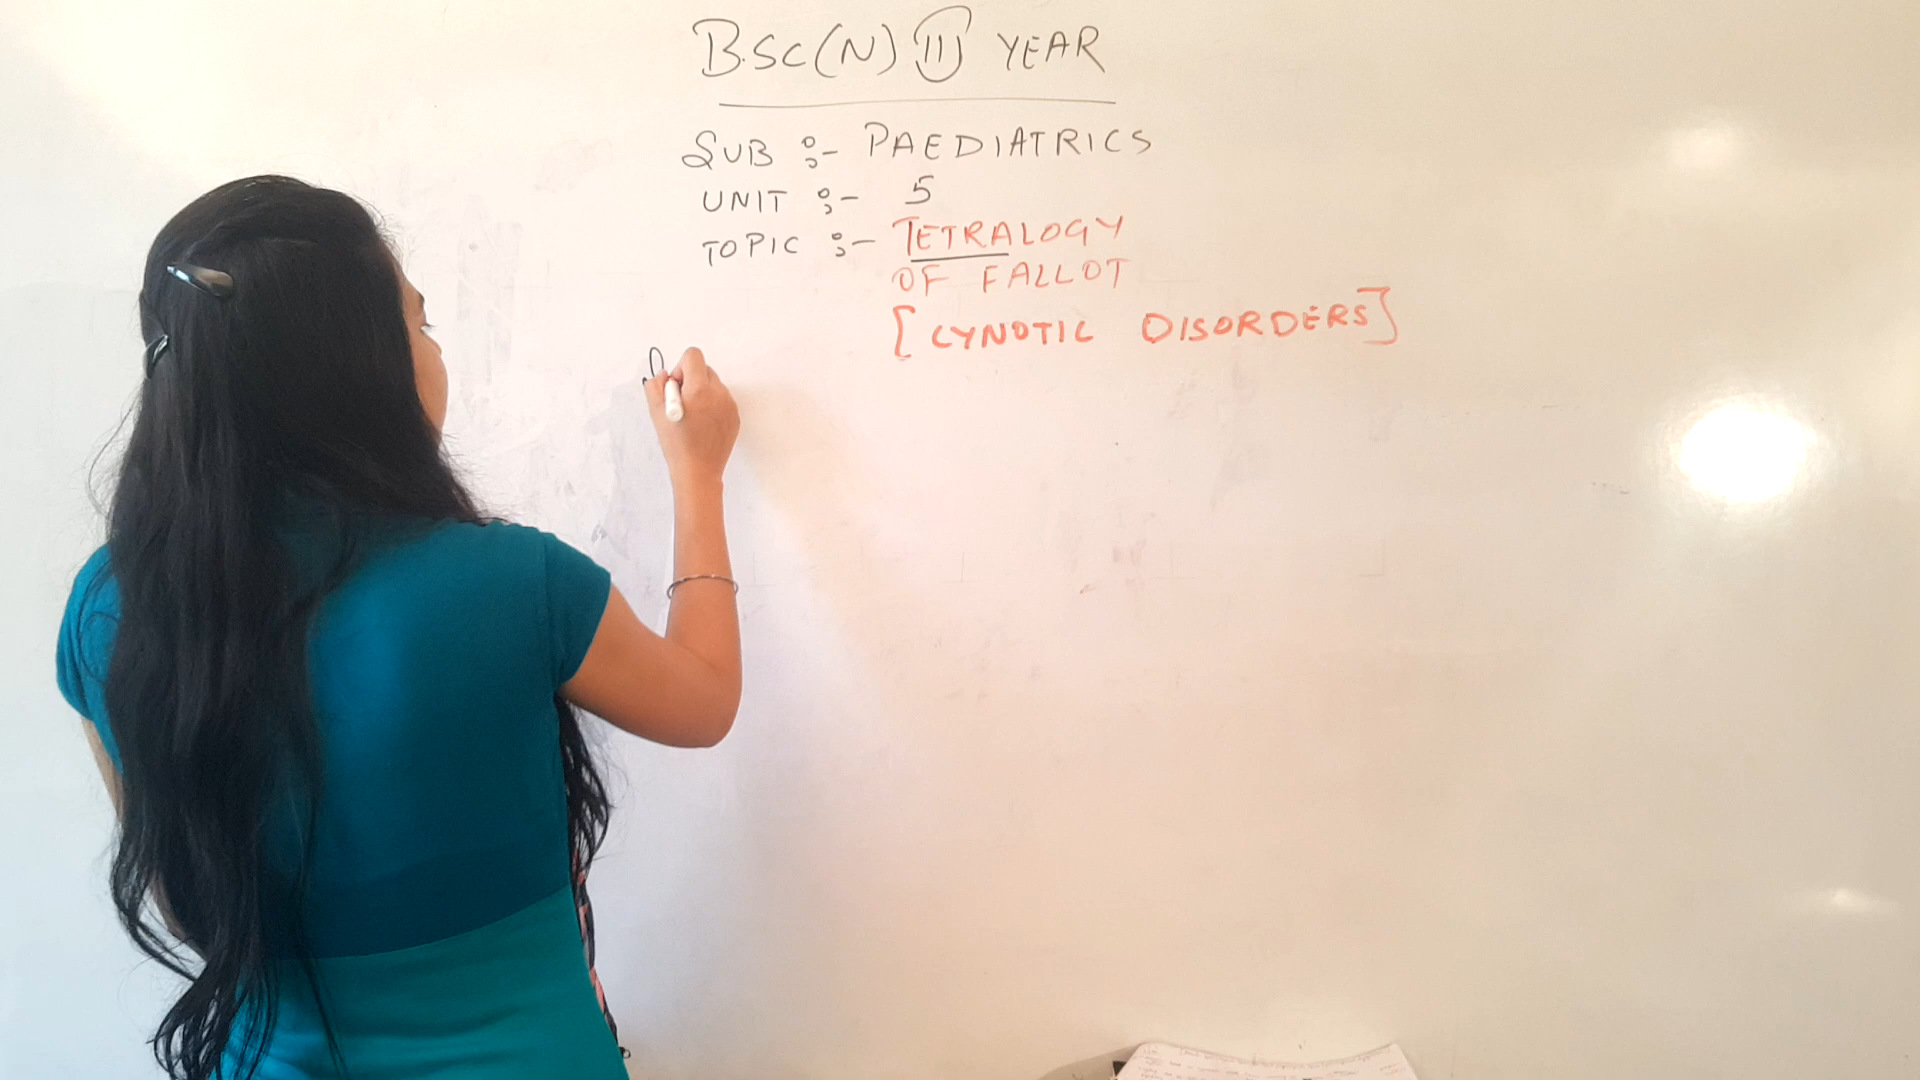 B.SC(N) III YEAR
SUB :- PAEDIATRICS
UNIT :- 5
TOPIC :- TETRALOGY
OF FALLOT
[CYNOTIC DISORDERS]